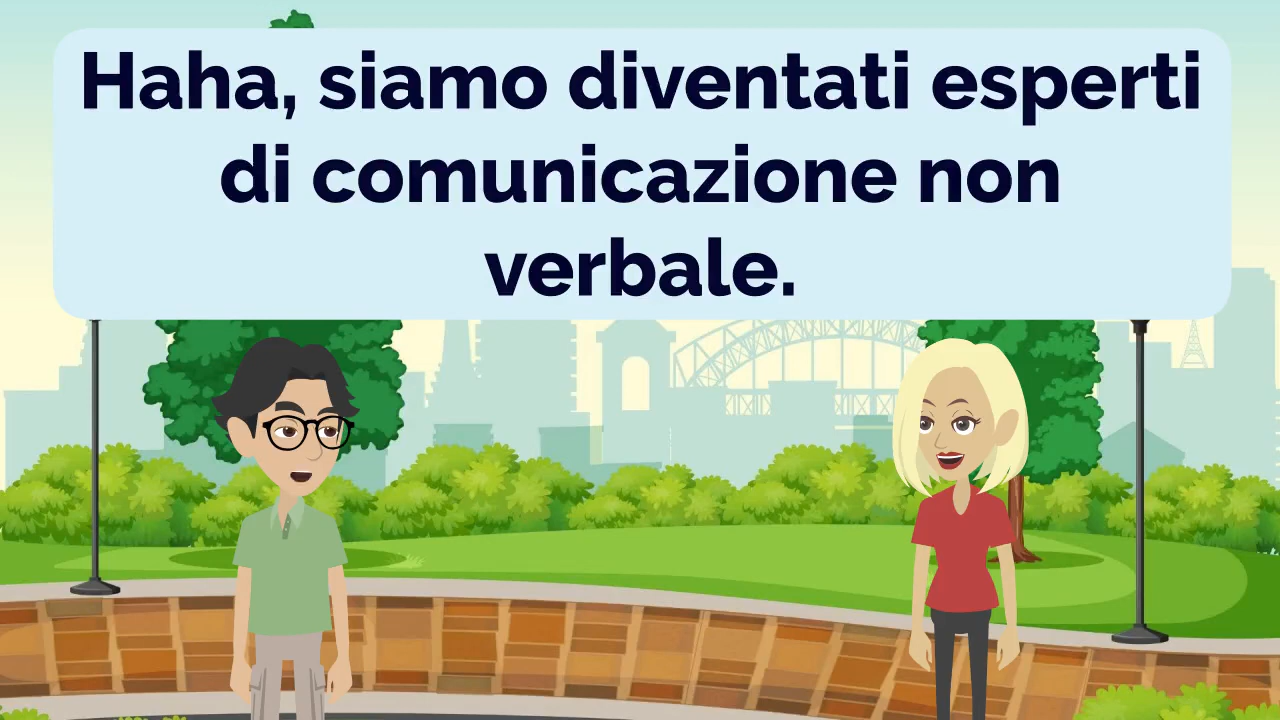 Haha, siamo diventati esperti
di comunicazione non
verbale.